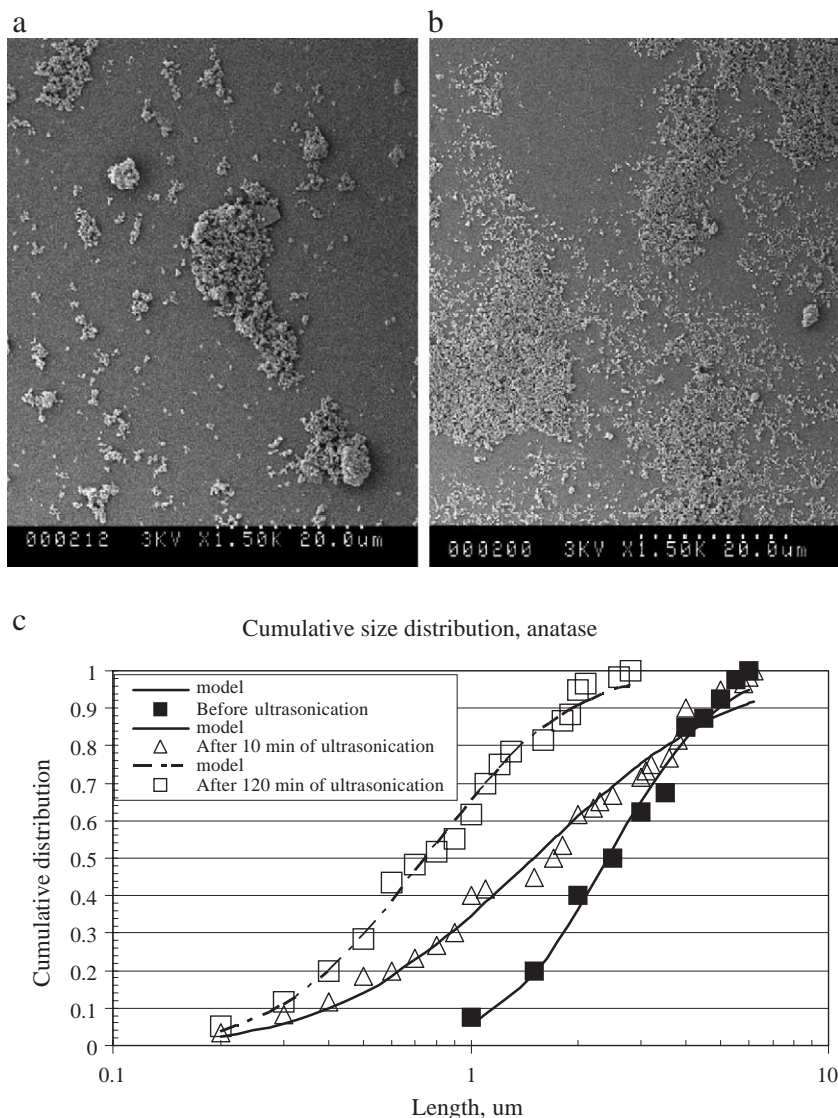 a
b
000212 3KV X1.50K 20.0um
000200 3KV X1.50K 20.0um
c
Cumulative size distribution, anatase
1
0.9
0.8
0.7
0.6
0.5
0.4
0.3
0.2
0.1
0
Cumulative distribution
model
Before ultrasonication
model
After 10 min of ultrasonication
model
After 120 min of ultrasonication
0.1
1
10
Length, um